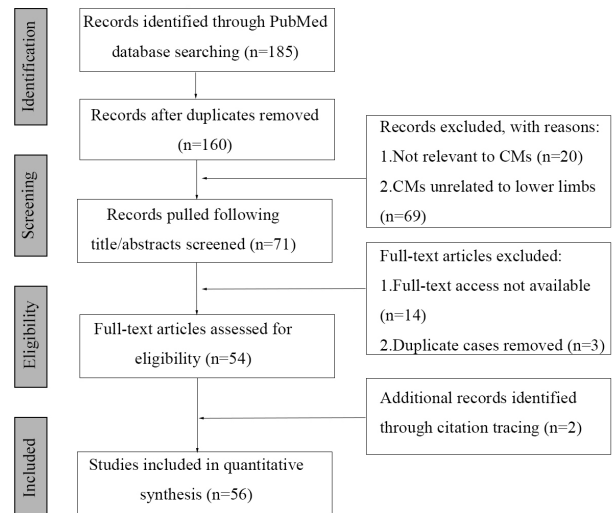 Identification
Records identified through PubMed
database searching (n=185)
Records after duplicates removed
(n=160)
Records excluded, with reasons:
1.Not relevant to CMs (n=20)
2.CMs unrelated to lower limbs
(n=69)
Screening
Records pulled following
title/abstracts screened (n=71)
Full-text articles excluded:
1.Full-text access not available
(n=14)
2.Duplicate cases removed (n=3)
Eligibility
Full-text articles assessed for
eligibility (n=54)
Additional records identified
through citation tracing (n=2)
Included
Studies included in quantitative
synthesis (n=56)